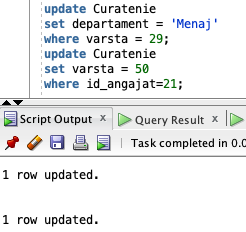 update Curatenie
set departament = 'Menaj'
where varsta = 29;
update Curatenie
set varsta = 50
where id_angajat=21;
Script Output x Query Result x
Task completed in 0.0
1 row updated.
1 row updated.